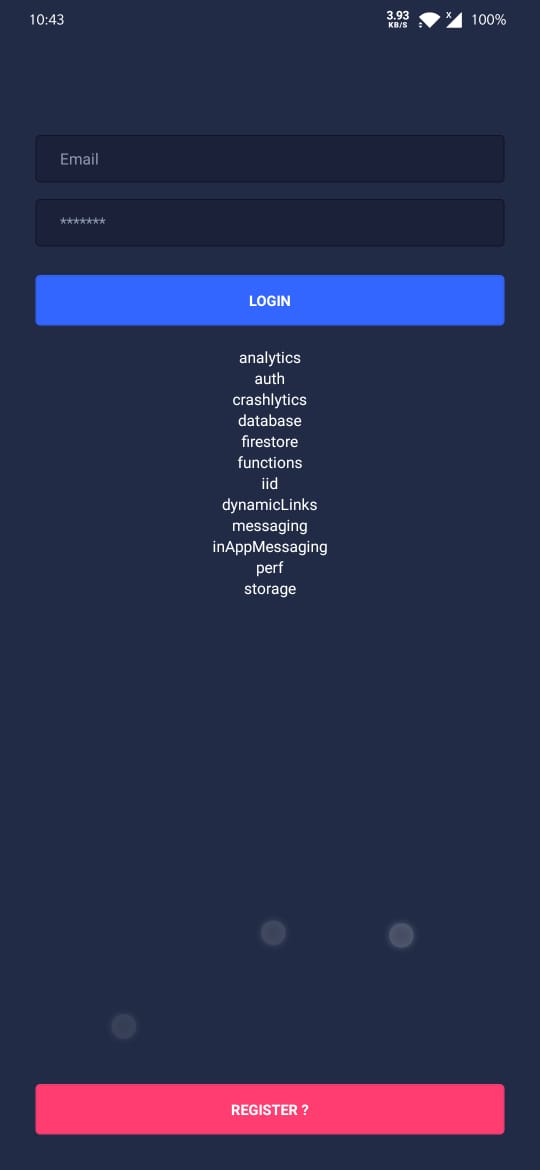 10:43
3.93
KB/S
X
100%
Email
*******
LOGIN
analytics
auth
crashlytics
database
firestore
functions
iid
dynamicLinks
messaging
inAppMessaging
perf
storage
REGISTER ?